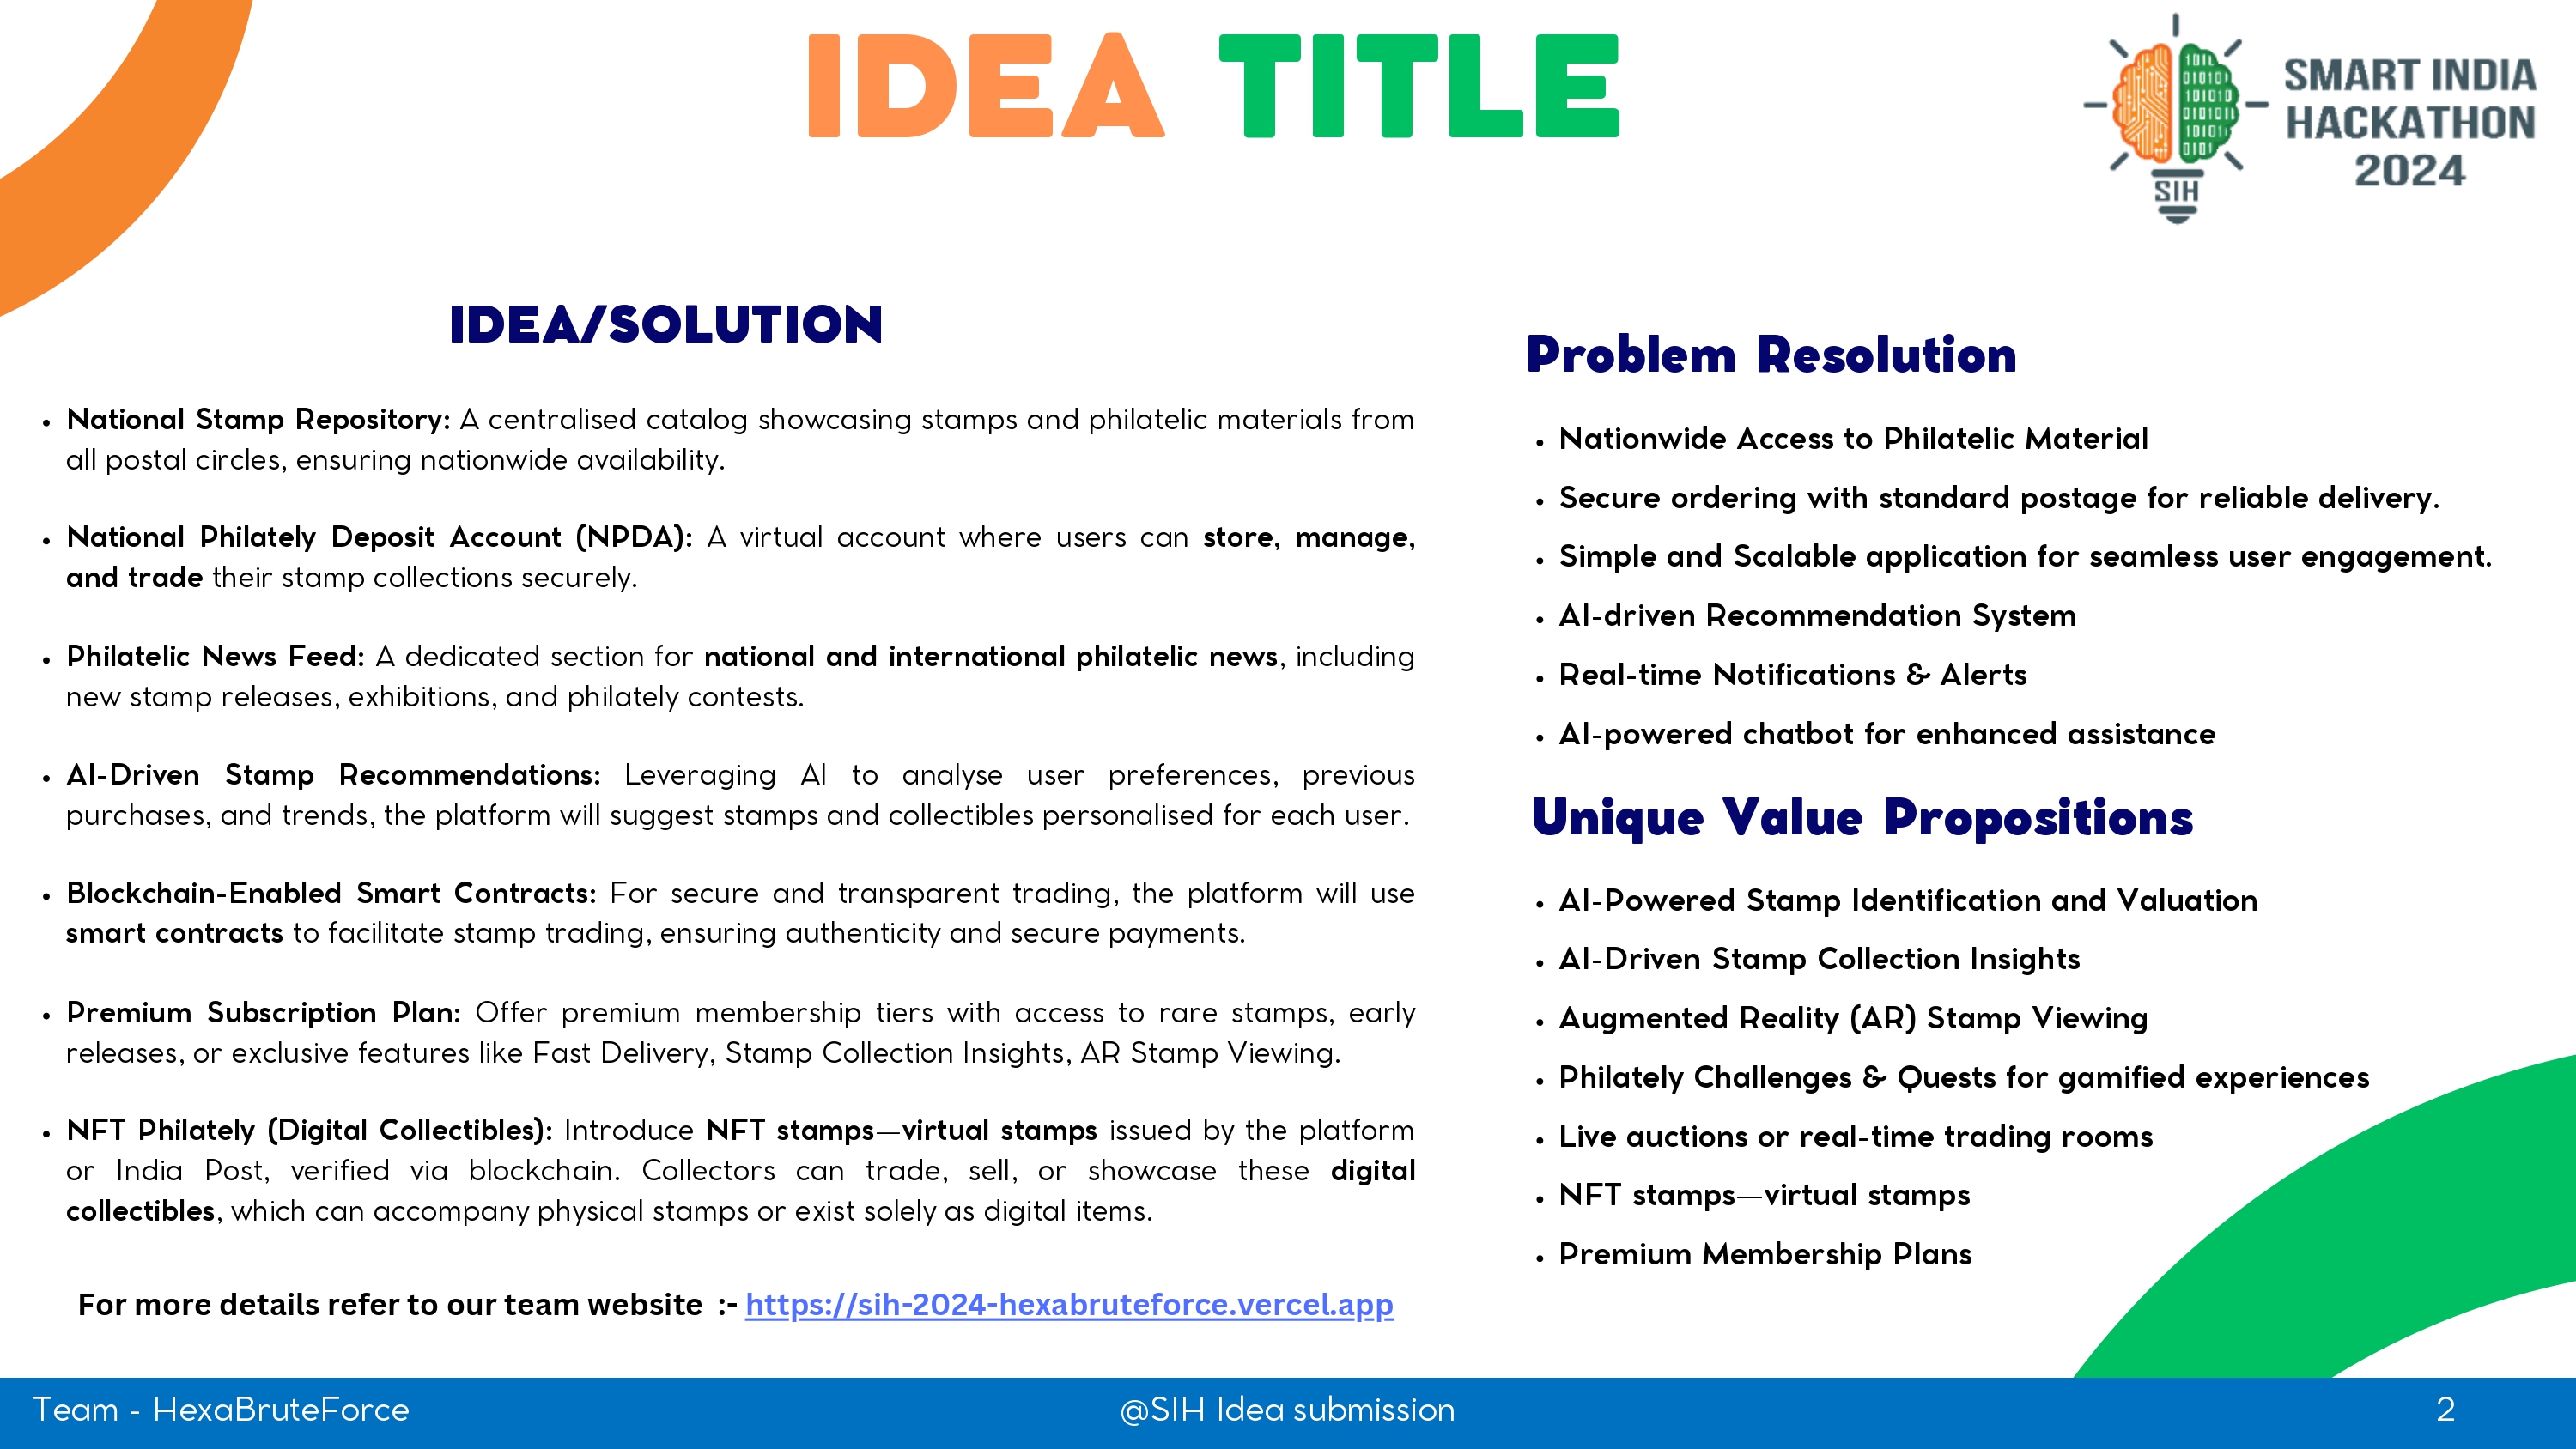 IDEA TITLE
SMART INDIA
HACKATHON
2024
SIH
IDEA/SOLUTION
• National Stamp Repository: A centralised catalog showcasing stamps and philatelic materials from
all postal circles, ensuring nationwide availability.
• National Philately Deposit Account (NPDA): A virtual account where users can store, manage,
and trade their stamp collections securely.
• Philatelic News Feed: A dedicated section for national and international philatelic news, including
new stamp releases, exhibitions, and philately contests.
• AI-Driven Stamp Recommendations: Leveraging AI to analyse user preferences, previous
purchases, and trends, the platform will suggest stamps and collectibles personalised for each user.
• Blockchain-Enabled Smart Contracts: For secure and transparent trading, the platform will use
smart contracts to facilitate stamp trading, ensuring authenticity and secure payments.
• Premium Subscription Plan: Offer premium membership tiers with access to rare stamps, early
releases, or exclusive features like Fast Delivery, Stamp Collection Insights, AR Stamp Viewing.
• NFT Philately (Digital Collectibles): Introduce NFT stamps—virtual stamps issued by the platform
or India Post, verified via blockchain. Collectors can trade, sell, or showcase these digital
collectibles, which can accompany physical stamps or exist solely as digital items.
For more details refer to our team website :- https://sih-2024-hexabruteforce.vercel.app
Problem Resolution
• Nationwide Access to Philatelic Material
• Secure ordering with standard postage for reliable delivery.
• Simple and Scalable application for seamless user engagement.
• AI-driven Recommendation System
• Real-time Notifications & Alerts
• AI-powered chatbot for enhanced assistance
Unique Value Propositions
• AI-Powered Stamp Identification and Valuation
• AI-Driven Stamp Collection Insights
• Augmented Reality (AR) Stamp Viewing
• Philately Challenges & Quests for gamified experiences
• Live auctions or real-time trading rooms
• NFT stamps—virtual stamps
• Premium Membership Plans
Team - HexaBruteForce
@SIH Idea submission
2